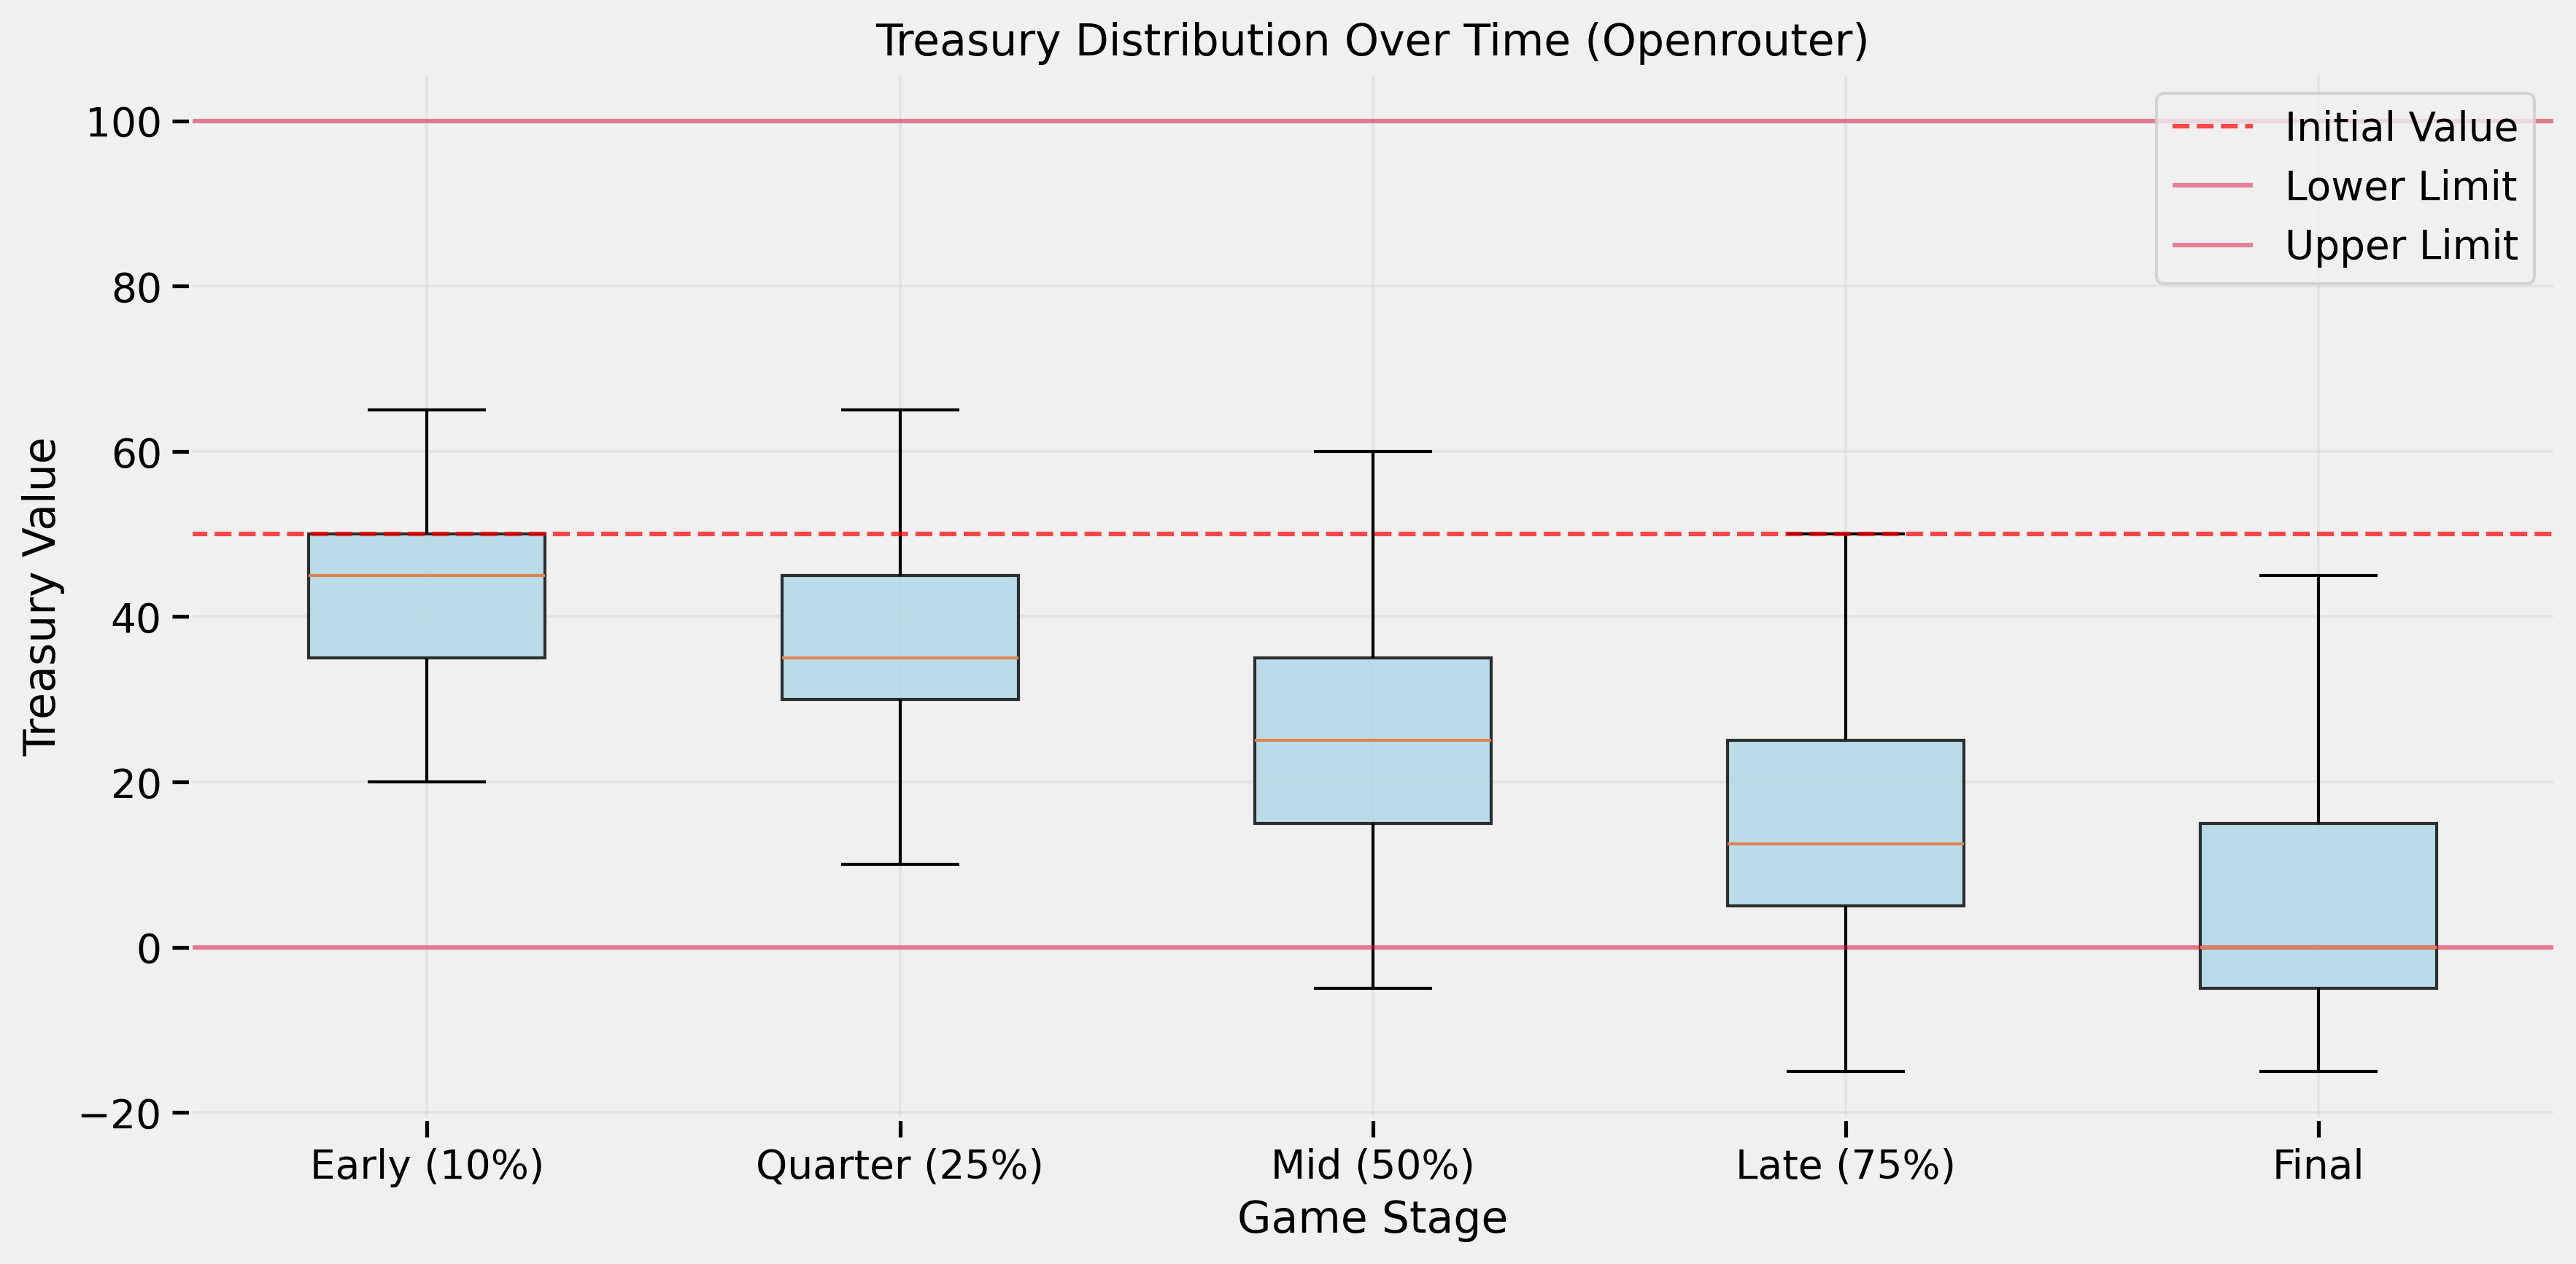 Treasury Distribution Over Time (Openrouter)
Initial Value
Lower Limit
Upper Limit
Treasury Value
100
80
60
40
20
0
−20
Early (10%)
Quarter (25%)
Mid (50%)
Late (75%)
Final
Game Stage